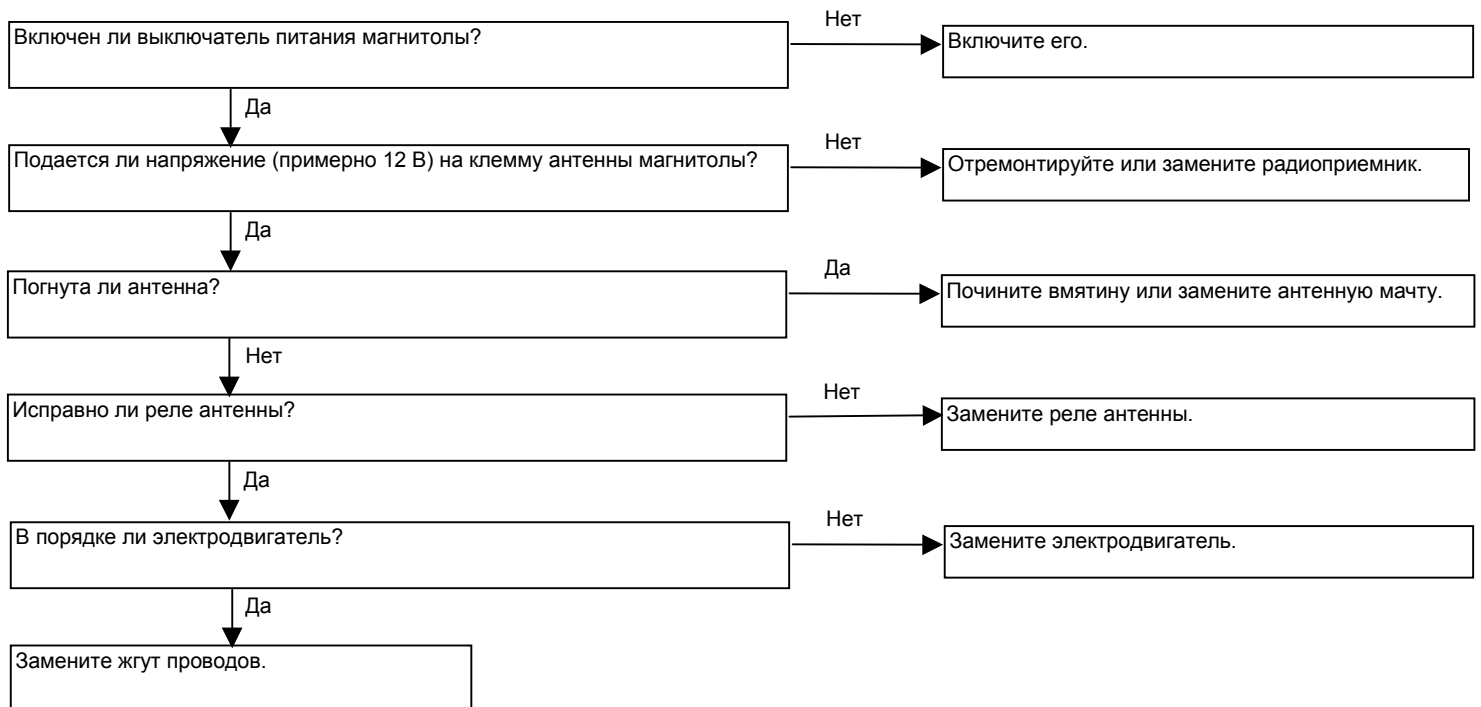 Нет
Включен ли выключатель питания магнитолы?
Включите его.
Да
Нет
Подается ли напряжение (примерно 12 В) на клемму антенны магнитолы?
Отремонтируйте или замените радиоприемник.
Да
Да
Погнута ли антенна?
Почините вмятину или замените антенную мачту.
Нет
Нет
Исправно ли реле антенны?
Замените реле антенны.
Да
Нет
В порядке ли электродвигатель?
Замените электродвигатель.
Да
Замените жгут проводов.